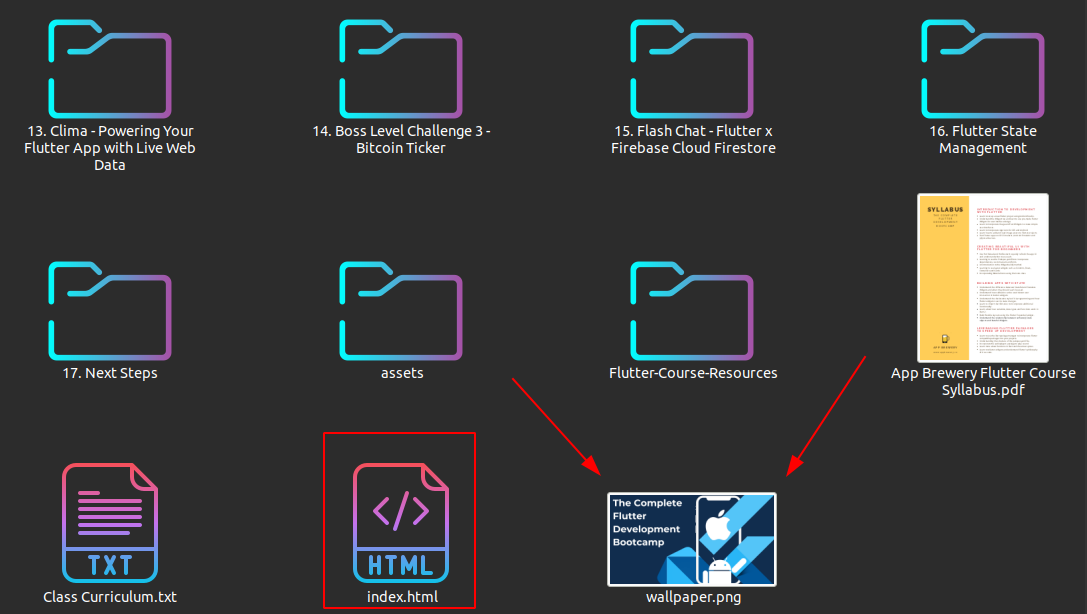 13. Clima - Powering Your
Flutter App with Live Web
Data
14. Boss Level Challenge 3 -
Bitcoin Ticker
15. Flash Chat - Flutter x
Firebase Cloud Firestore
16. Flutter State
Management
17. Next Steps
assets
Flutter-Course-Resources
SYLLABUS
App Brewery Flutter Course
Syllabus.pdf
TXT
Class Curriculum.txt
</>
HTML
index.html
The Complete
Flutter
Development
Bootcamp
wallpaper.png